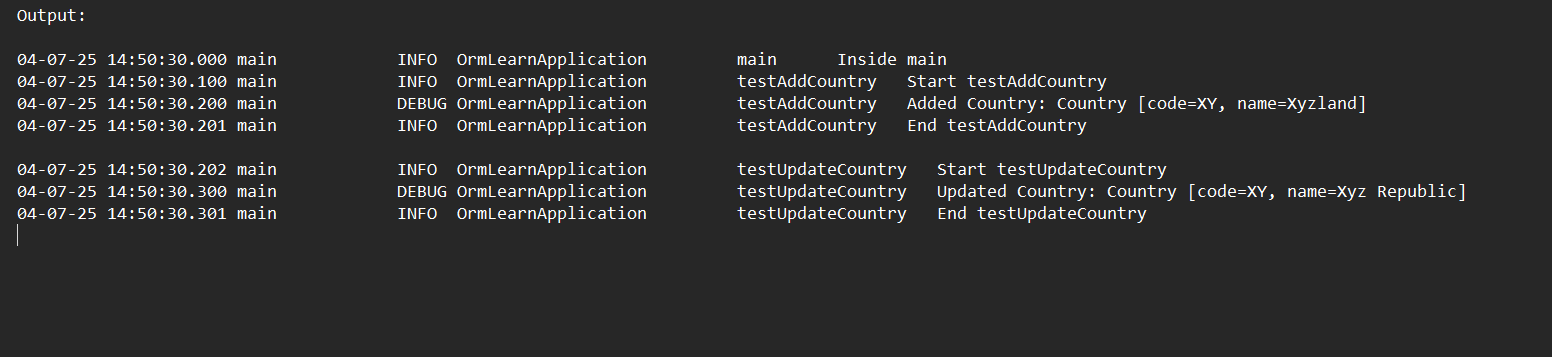 Output:
04-07-25 14:50:30.000 main            INFO  OrmLearnApplication         main      Inside main
04-07-25 14:50:30.100 main            INFO  OrmLearnApplication         testAddCountry   Start testAddCountry
04-07-25 14:50:30.200 main            DEBUG OrmLearnApplication         testAddCountry   Added Country: Country [code=XY, name=Xyzland]
04-07-25 14:50:30.201 main            INFO  OrmLearnApplication         testAddCountry   End testAddCountry
04-07-25 14:50:30.202 main            INFO  OrmLearnApplication         testUpdateCountry   Start testUpdateCountry
04-07-25 14:50:30.300 main            DEBUG OrmLearnApplication         testUpdateCountry   Updated Country: Country [code=XY, name=Xyz Republic]
04-07-25 14:50:30.301 main            INFO  OrmLearnApplication         testUpdateCountry   End testUpdateCountry